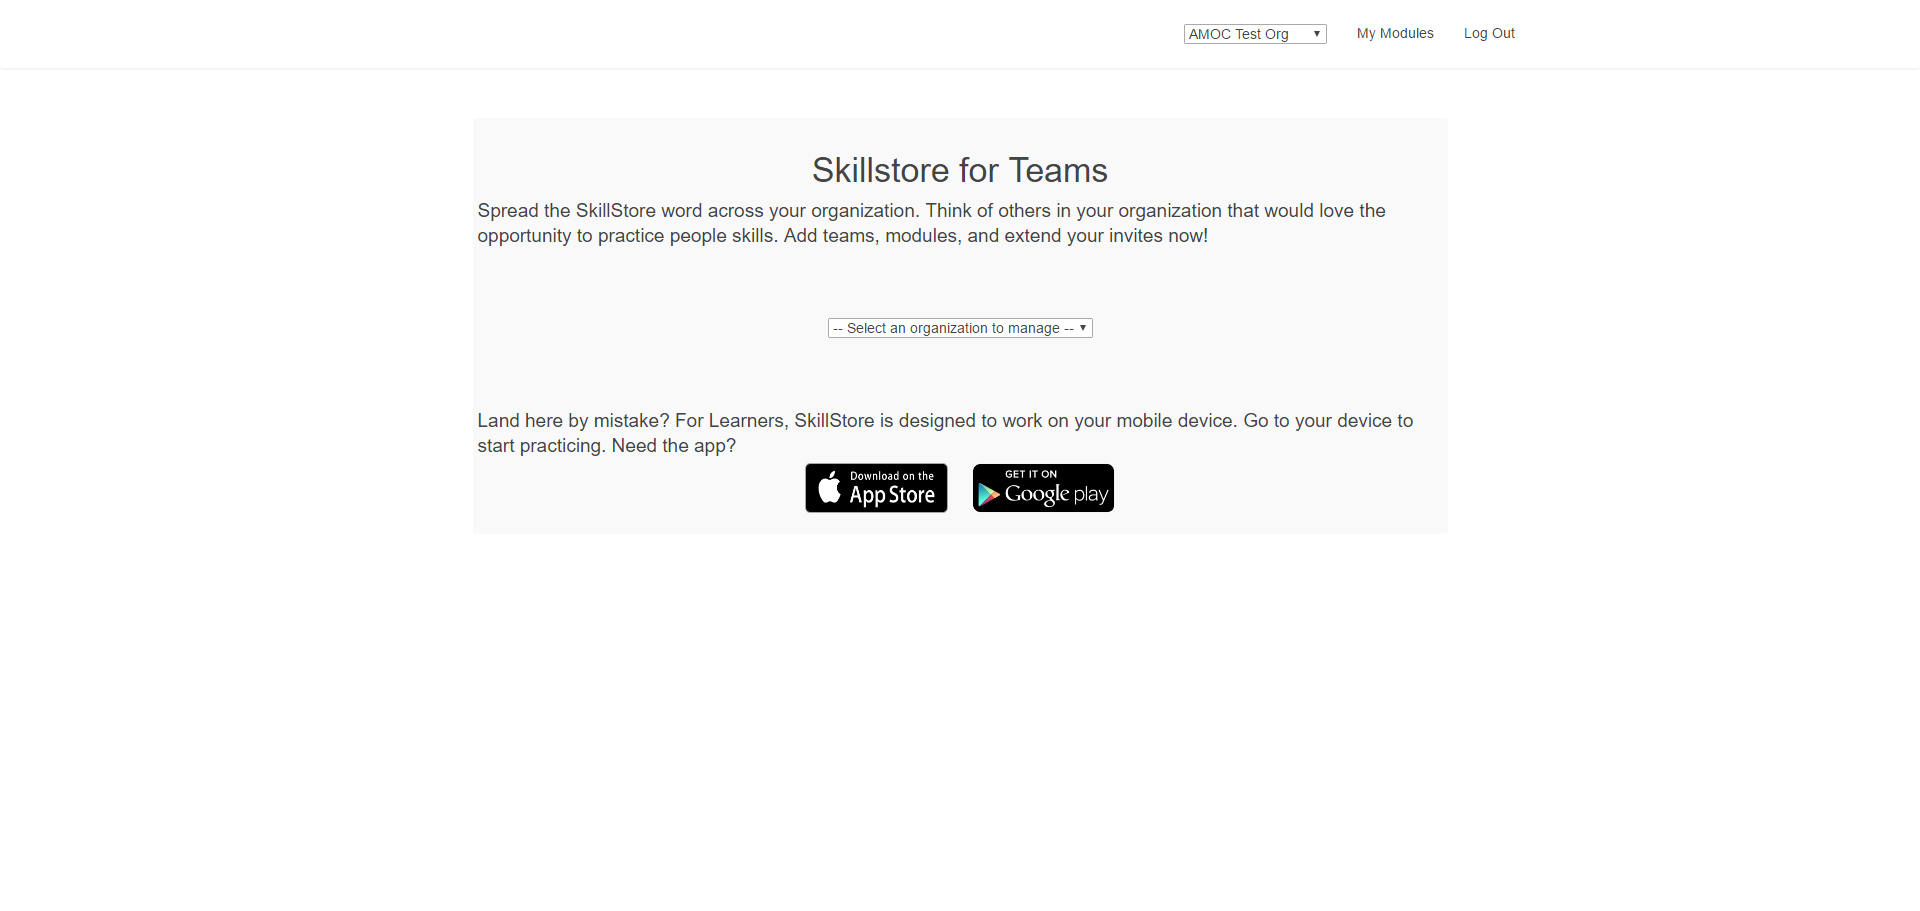 AMOC Test Org My Modules Log Out
Skillstore for Teams
Spread the SkillStore word across your organization. Think of others in your organization that would love the
opportunity to practice people skills. Add teams, modules, and extend your invites now!
-- Select an organization to manage --
Land here by mistake? For Learners, SkillStore is designed to work on your mobile device. Go to your device to
start practicing. Need the app?
Download on the
App Store
GET IT ON
Google play